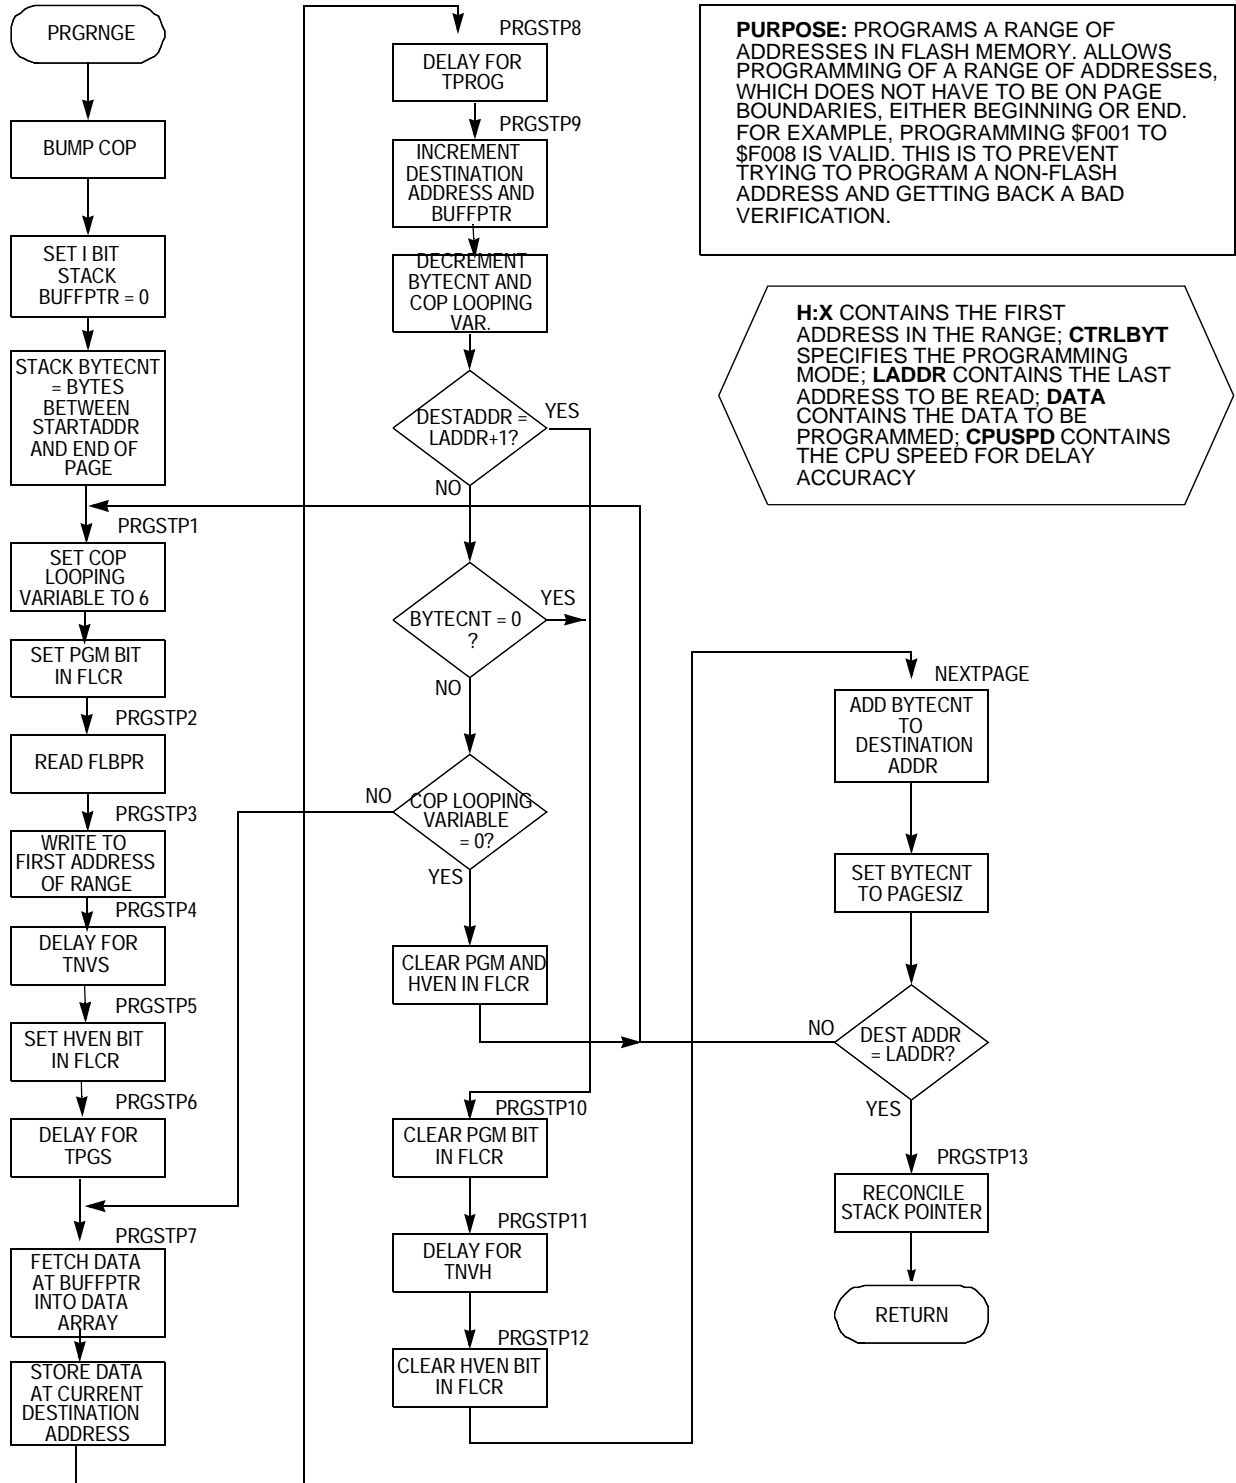 PRGRNGE
BUMP COP
SET I BIT
STACK
BUFFPTR = 0
STACK BYTECNT
= BYTES
BETWEEN
STARTADDR
AND END OF
PAGE
PRGSTP1
SET COP
LOOPING
VARIABLE TO 6
SET PGM BIT
IN FLCR
PRGSTP2
READ FLBPR
PRGSTP3
WRITE TO
FIRST ADDRESS
OF RANGE
PRGSTP4
DELAY FOR
TNVS
PRGSTP5
SET HVEN BIT
IN FLCR
PRGSTP6
DELAY FOR
TPGS
PRGSTP7
FETCH DATA
AT BUFFPTR
INTO DATA
ARRAY
STORE DATA
AT CURRENT
DESTINATION
ADDRESS
PRGSTP8
DELAY FOR
TPROG
PRGSTP9
INCREMENT
DESTINATION
ADDRESS AND
BUFFPTR
DECREMENT
BYTECNT AND
COP LOOPING
VAR.
DESTADDR =
LADDR+1?
YES
NO
BYTECNT = 0
?
YES
NO
COP LOOPING
VARIABLE
= 0?
NO
YES
CLEAR PGM AND
HVEN IN FLCR
PRGSTP10
CLEAR PGM BIT
IN FLCR
PRGSTP11
DELAY FOR
TNVH
PRGSTP12
CLEAR HVEN BIT
IN FLCR
PURPOSE: PROGRAMS A RANGE OF
ADDRESSES IN FLASH MEMORY. ALLOWS
PROGRAMMING OF A RANGE OF ADDRESSES,
WHICH DOES NOT HAVE TO BE ON PAGE
BOUNDARIES, EITHER BEGINNING OR END.
FOR EXAMPLE, PROGRAMMING $F001 TO
$F008 IS VALID. THIS IS TO PREVENT
TRYING TO PROGRAM A NON-FLASH
ADDRESS AND GETTING BACK A BAD
VERIFICATION.
H:X CONTAINS THE FIRST
ADDRESS IN THE RANGE; CTRLBYT
SPECIFIES THE PROGRAMMING
MODE; LADDR CONTAINS THE LAST
ADDRESS TO BE READ; DATA
CONTAINS THE DATA TO BE
PROGRAMMED; CPUSPD CONTAINS
THE CPU SPEED FOR DELAY
ACCURACY
NEXTPAGE
ADD BYTECNT
TO
DESTINATION
ADDR
SET BYTECNT
TO PAGESIZ
DEST ADDR
= LADDR?
NO
YES
PRGSTP13
RECONCILE
STACK POINTER
RETURN